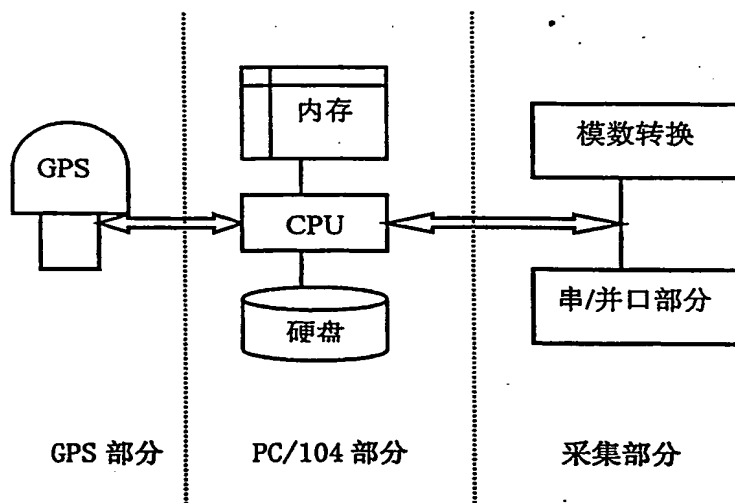 内存
模数转换
GPS
CPU
串/并口部分
硬盘
GPS 部分
PC/104 部分
采集部分